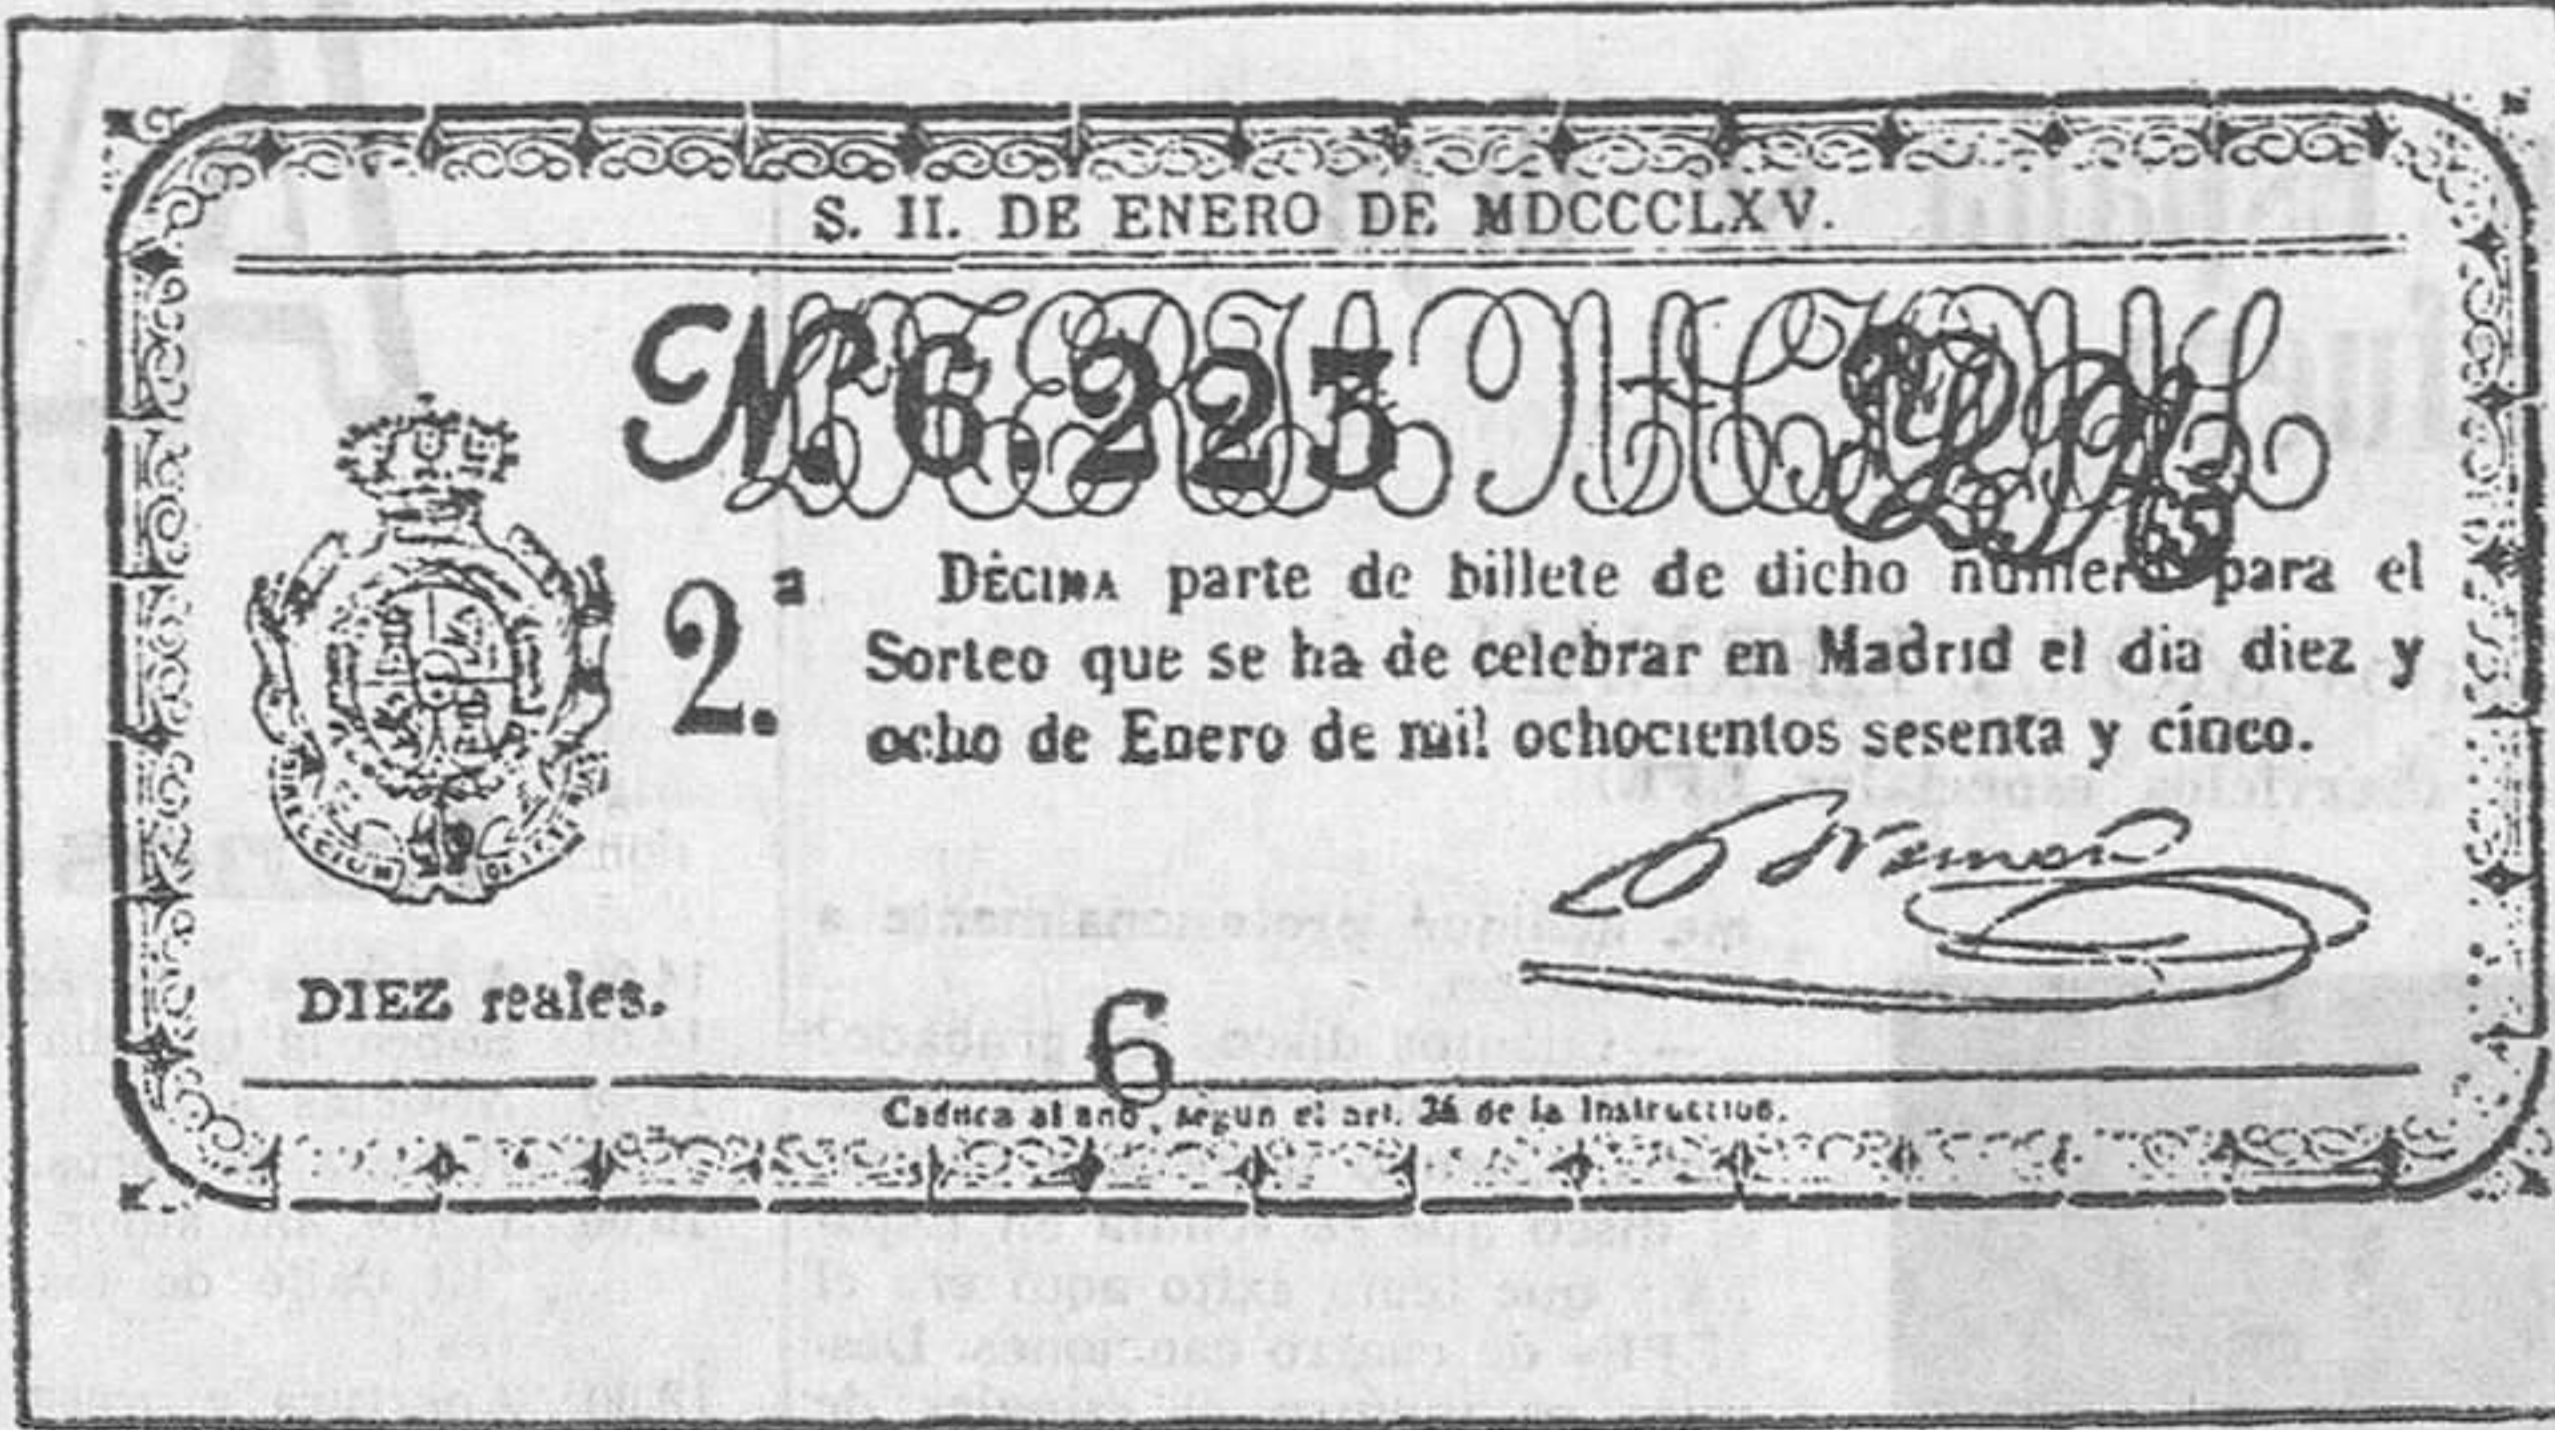 S. II. DE ENERO DE MDCCCLXV.
Nº. 6.223
2.ª
DÉCIMA parte de billete de dicho número para el
Sorteo que se ha de celebrar en Madrid el dia diez y
ocho de Enero de mil ochocientos sesenta y cinco.
DIEZ reales.
6
Caduca al año, segun el art. 26 de la Instruccion.